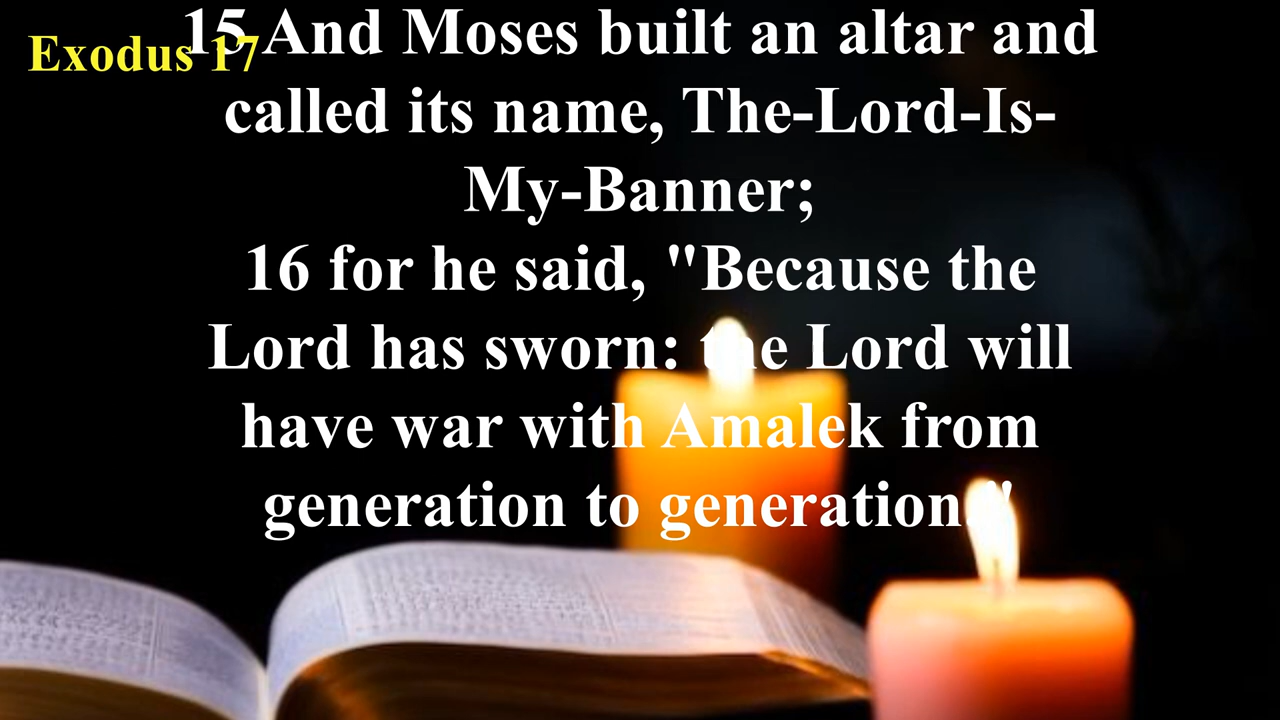 Exodus 17
15 And Moses built an altar and
called its name, The-Lord-Is-
My-Banner;
16 for he said, "Because the
Lord has sworn: the Lord will
have war with Amalek from
generation to generation."